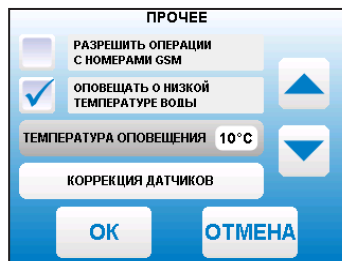 ПРОЧЕЕ
РАЗРЕШИТЬ ОПЕРАЦИИ
С НОМЕРАМИ GSM
ОПОВЕЩАТЬ О НИЗКОЙ
ТЕМПЕРАТУРЕ ВОДЫ
ТЕМПЕРАТУРА ОПОВЕЩЕНИЯ 10°C
КОРРЕКЦИЯ ДАТЧИКОВ
ОК ОТМЕНА